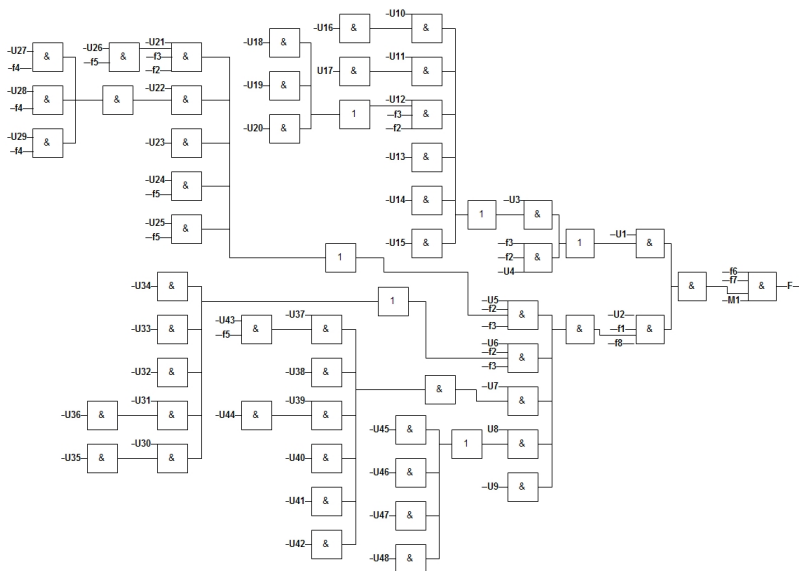 -U10
-U16 &
&
-U18 &
-U27 & -f4
-U26 & -f5
-U21 -f3 -f2 &
U17 & -U11 &
-U19 &
-U28 & -f4
&
-U22 &
-U20 &
1
-U12 -f3 -f2 &
-U29 & -f4
-U23 &
-U13 &
-U24 -f5 &
-U14 &
-U25 -f5 &
-U15 &
1
-U3 &
-f3 -f2 -U4 &
1
-U1 &
1
&
-f6 -f7 -M1 & F-
-U34 &
1
-U5 -f2 -f3 &
&
-U2 -f1 -f8 &
-U33 &
-U43 -f5 &
-U37 &
-U6 -f2 -f3 &
-U32 &
-U38 &
&
-U7 &
-U36 & -U31 &
-U44 & -U39 &
-U45 &
1
U8 &
-U35 & -U30 &
-U40 &
-U46 &
-U9 &
-U41 &
-U47 &
-U42 &
-U48 &